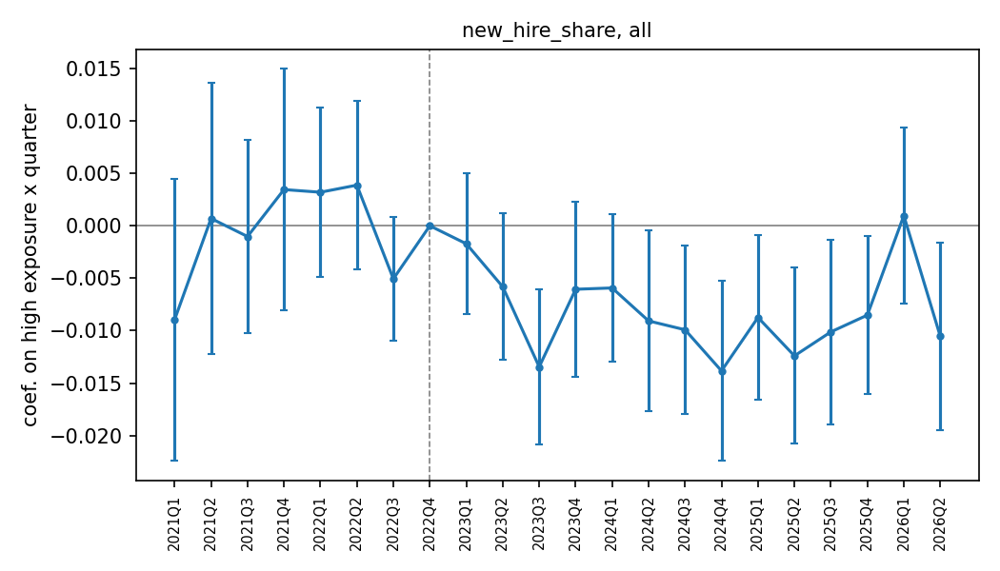 new_hire_share, all
coef. on high exposure x quarter
0.015
0.010
0.005
0.000
−0.005
−0.010
−0.015
−0.020
2021Q1
2021Q2
2021Q3
2021Q4
2022Q1
2022Q2
2022Q3
2022Q4
2023Q1
2023Q2
2023Q3
2023Q4
2024Q1
2024Q2
2024Q3
2024Q4
2025Q1
2025Q2
2025Q3
2025Q4
2026Q1
2026Q2